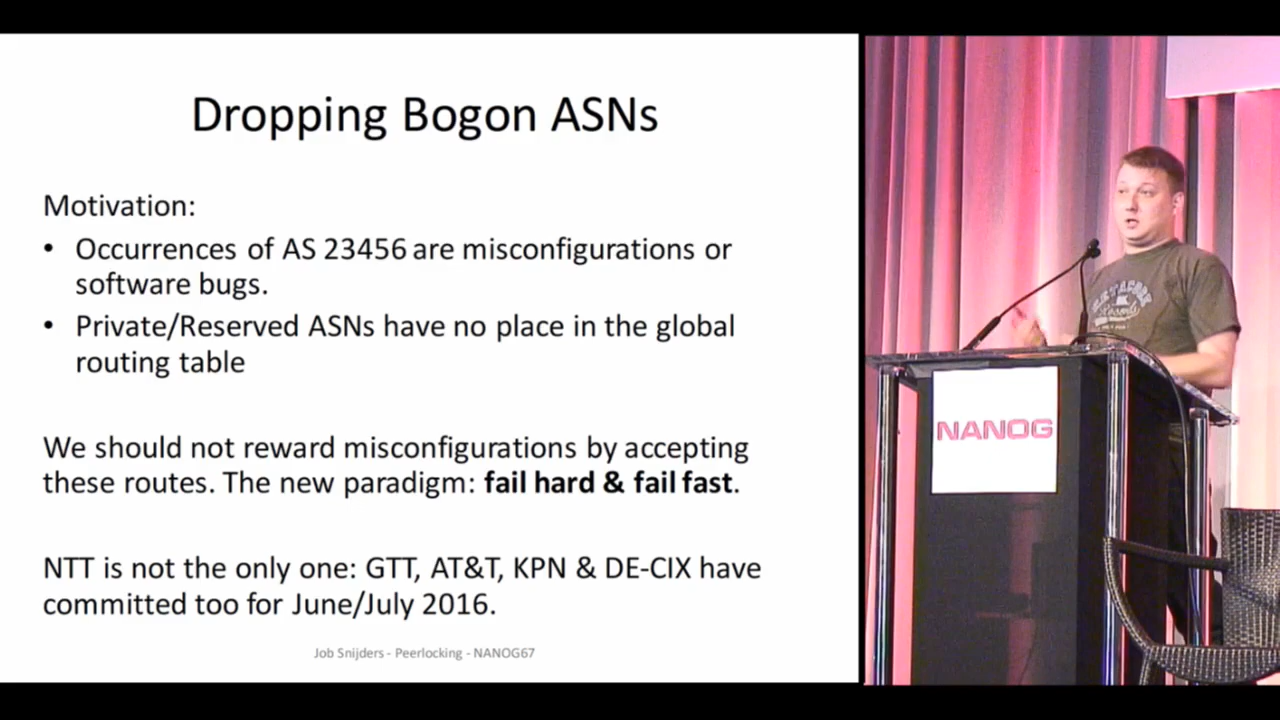 Dropping Bogon ASNs
Motivation:
• Occurrences of AS 23456 are misconfigurations or
software bugs.
• Private/Reserved ASNs have no place in the global
routing table
We should not reward misconfigurations by accepting
these routes. The new paradigm: fail hard & fail fast.
NTT is not the only one: GTT, AT&T, KPN & DE-CIX have
committed too for June/July 2016.
Job Snijders - Peerlocking - NANOG67
NANOG